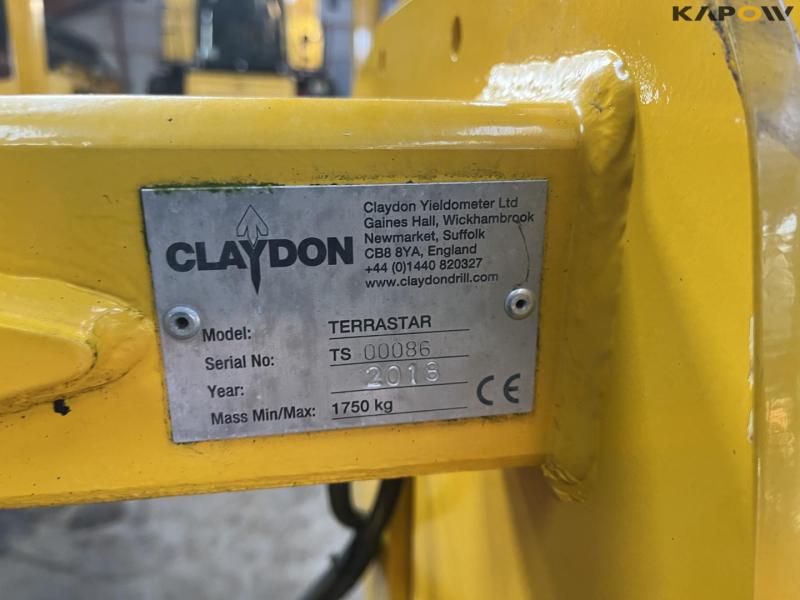 KAPOW
CLAYDON
Claydon Yieldometer Ltd
Gaines Hall, Wickhambrook
Newmarket, Suffolk
CB8 8YA, England
+44 (0)1440 820327
www.claydondrill.com
Model: TERRASTAR
Serial No: TS 00086
Year: 2018
Mass Min/Max: 1750 kg
CE